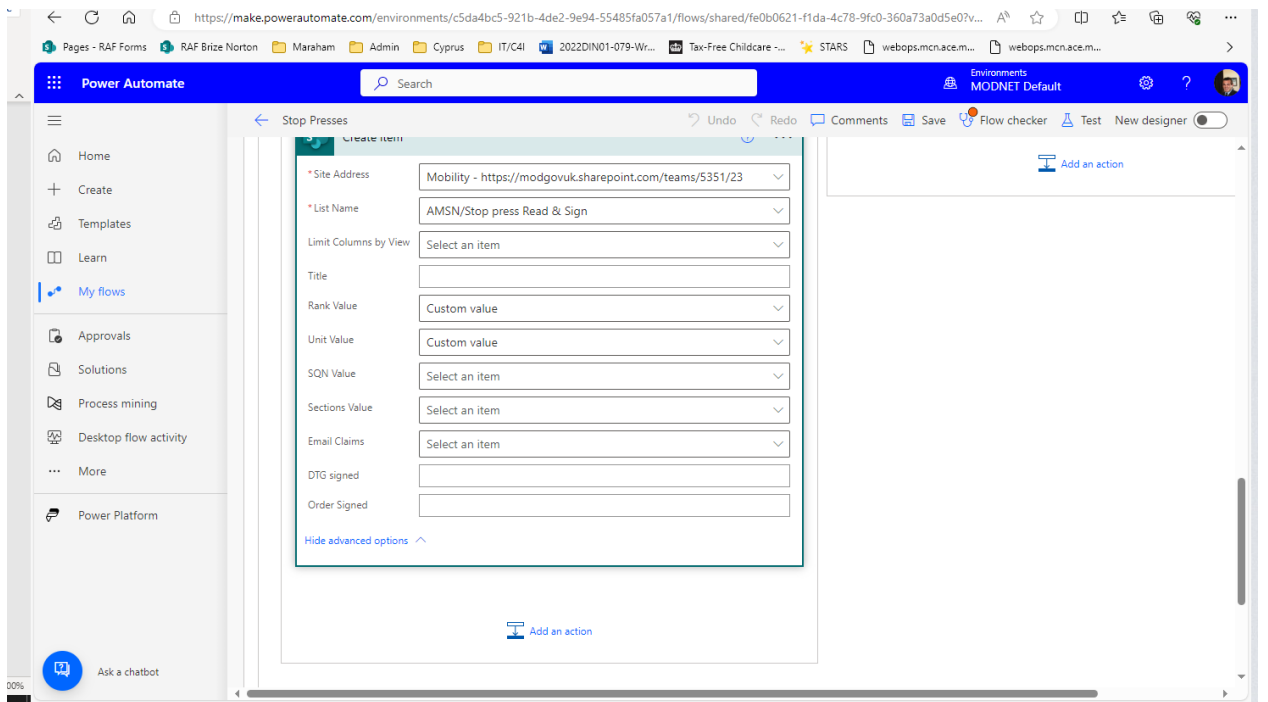 https://make.powerautomate.com/environments/c5da4bc5-921b-4de2-9e94-55485fa057a1/flows/shared/fe0b0621-f1da-4c78-9fc0-360a73a0d5e0?v...
Pages - RAF Forms RAF Brize Norton Maraham Admin Cyprus IT/C4I 2022DIN01-079-Wr... Tax-Free Childcare -... STARS webops.mcn.ace.m... webops.mcn.ace.m...
Power Automate
Search
Environments
MODNET Default
Stop Presses
Undo Redo Comments Save Flow checker Test New designer
Home
Create
Templates
Learn
My flows
Approvals
Solutions
Process mining
Desktop flow activity
More
Power Platform
Ask a chatbot
00%
Create item
* Site Address Mobility - https://modgovuk.sharepoint.com/teams/5351/23
* List Name AMSN/Stop press Read & Sign
Limit Columns by View Select an item
Title
Rank Value Custom value
Unit Value Custom value
SQN Value Select an item
Sections Value Select an item
Email Claims Select an item
DTG signed
Order Signed
Hide advanced options
Add an action
Add an action